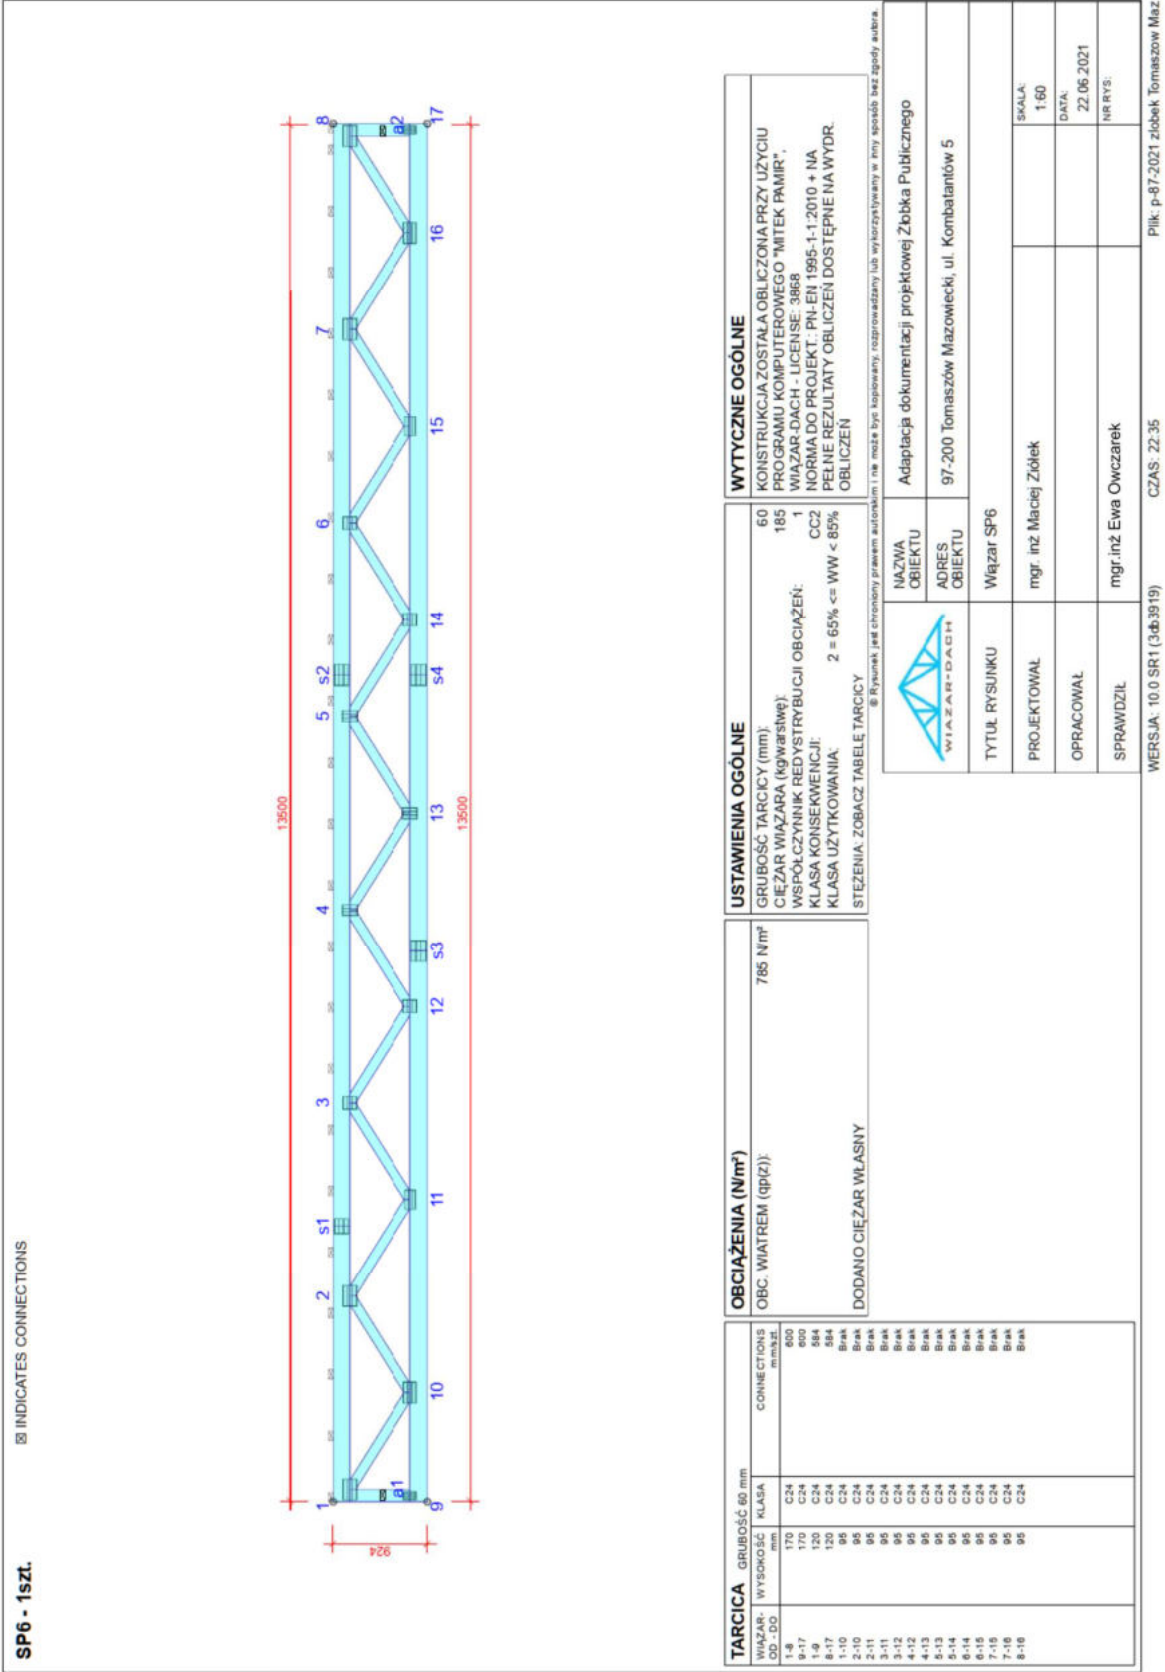 SP6 - 1szt.
☒ INDICATES CONNECTIONS
13500
1 2 s1 3 4 5 s2 6 7 8
924
a1 a2
9 10 11 12 s3 13 s4 14 15 16 17
13500
TARCICA GRUBOŚĆ 60 mm
WIĄZAR- WYSOKOŚĆ KLASA CONNECTIONS
OD - DO mm mm/szt.
1-8 170 C24 600
9-17 170 C24 600
1-9 120 C24 584
8-17 120 C24 584
1-10 95 C24 Brak
2-10 95 C24 Brak
2-11 95 C24 Brak
3-11 95 C24 Brak
3-12 95 C24 Brak
4-12 95 C24 Brak
4-13 95 C24 Brak
5-13 95 C24 Brak
5-14 95 C24 Brak
6-14 95 C24 Brak
6-15 95 C24 Brak
7-15 95 C24 Brak
7-16 95 C24 Brak
8-16 95 C24 Brak
OBCIĄŻENIA (N/m²)
OBC. WIATREM (qp(z)): 785 N/m²
DODANO CIĘŻAR WŁASNY
USTAWIENIA OGÓLNE
GRUBOŚĆ TARCICY (mm): 60
CIĘŻAR WIĄZARA (kg/warstwę): 185
WSPÓŁCZYNNIK REDYSTRYBUCJI OBCIĄŻEŃ: 1
KLASA KONSEKWENCJI: CC2
KLASA UŻYTKOWANIA: 2 = 65% <= WW < 85%
STĘŻENIA: ZOBACZ TABELĘ TARCICY
WYTYCZNE OGÓLNE
KONSTRUKCJA ZOSTAŁA OBLICZONA PRZY UŻYCIU
PROGRAMU KOMPUTEROWEGO "MITEK PAMIR",
WIĄZAR-DACH - LICENSE: 3868
NORMA DO PROJEKT.: PN-EN 1995-1-1:2010 + NA
PEŁNE REZULTATY OBLICZEŃ DOSTĘPNE NA WYDR.
OBLICZEŃ
© Rysunek jest chroniony prawem autorskim i nie może być kopiowany, rozprowadzany lub wykorzystywany w inny sposób bez zgody autora.
WIĄZAR-DACH
NAZWA
OBIEKTU
Adaptacja dokumentacji projektowej Żłobka Publicznego
ADRES
OBIEKTU
97-200 Tomaszów Mazowiecki, ul. Kombatantów 5
TYTUŁ RYSUNKU Wiązar SP6
PROJEKTOWAŁ mgr. inż Maciej Ziółek
SKALA:
1:60
OPRACOWAŁ
DATA:
22.06.2021
SPRAWDZIŁ mgr.inż Ewa Owczarek
NR RYS:
WERSJA: 10.0 SR1 (3db3919) CZAS: 22:35 Plik: p-87-2021 zlobek Tomaszow Maz